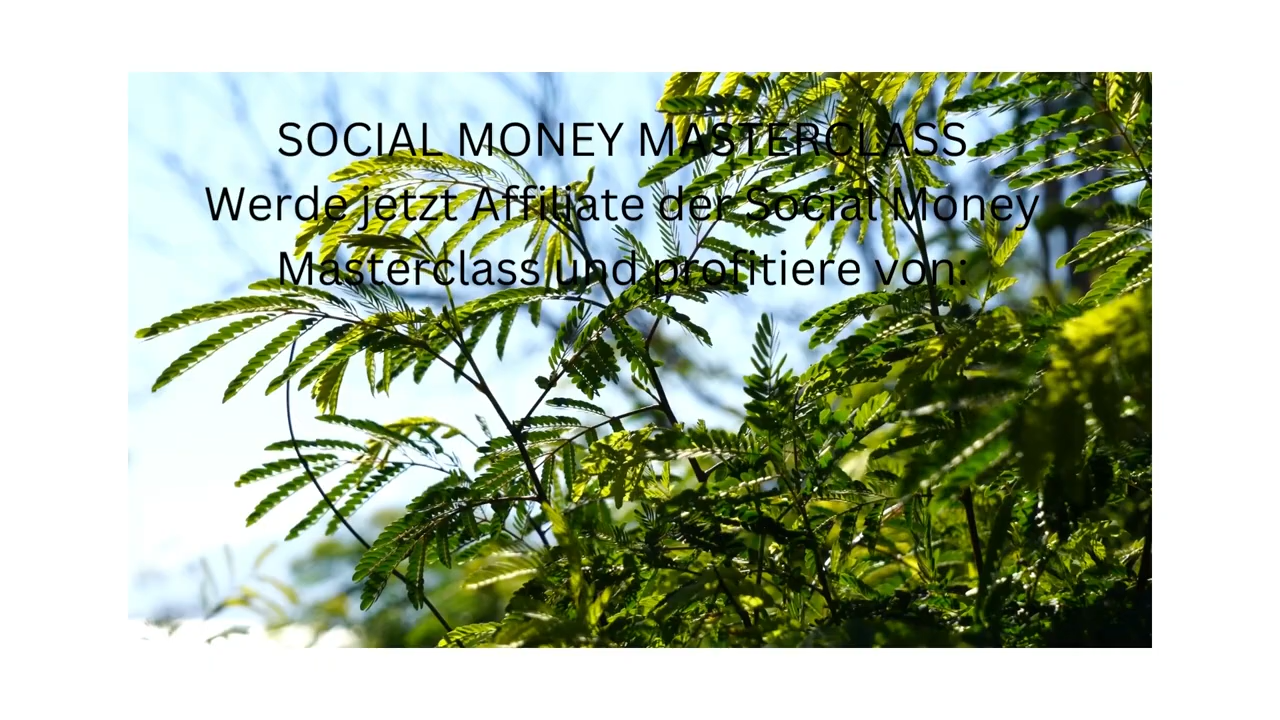 SOCIAL MONEY MASTERCLASS
Werde jetzt Affiliate der Social Money
Masterclass und profitiere von: